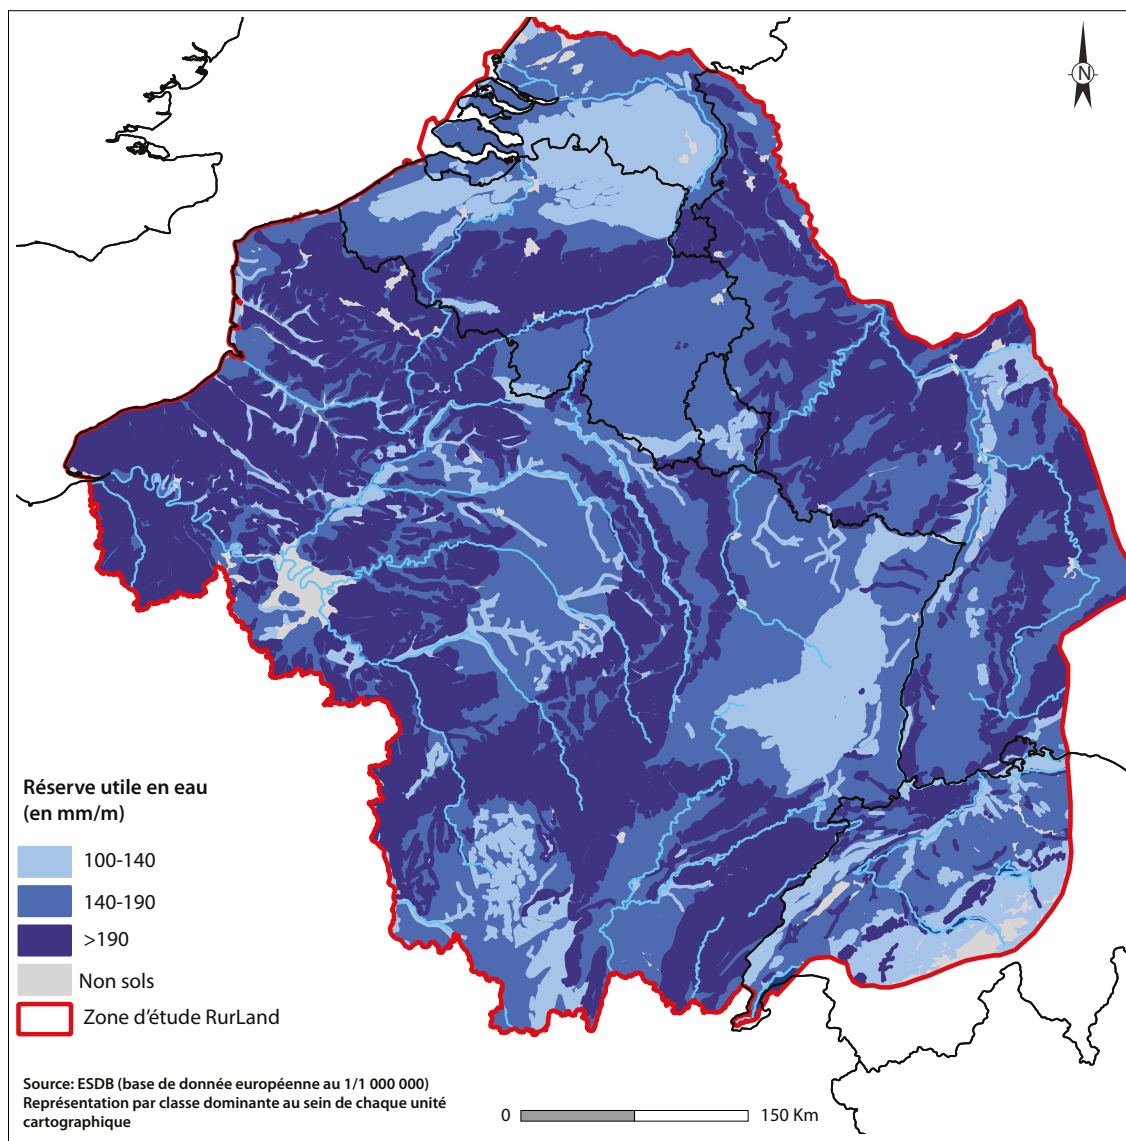 N
Réserve utile en eau
(en mm/m)
100-140
140-190
>190
Non sols
Zone d'étude RurLand
Source: ESDB (base de donnée européenne au 1/1 000 000)
Représentation par classe dominante au sein de chaque unité
cartographique
0 150 Km